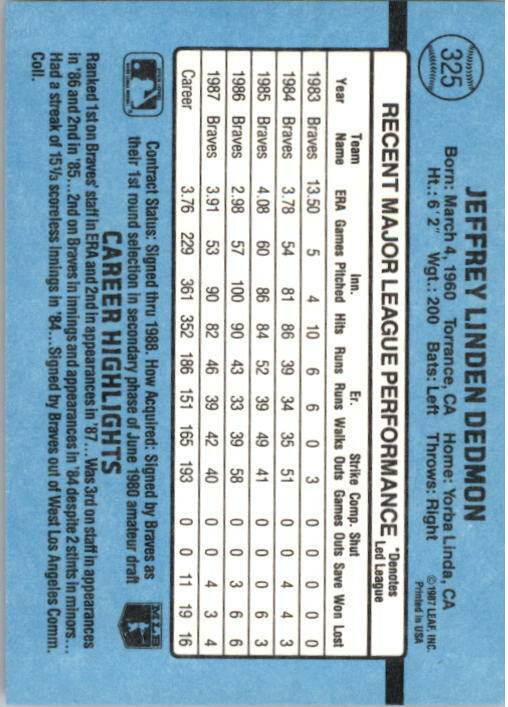 325
JEFFREY LINDEN DEDMON
Born: March 4, 1960 Torrance, CA Home: Yorba Linda, CA
Ht.: 6' 2" Wgt.: 200 Bats: Left Throws: Right
© 1987 LEAF, INC.
Printed in USA
RECENT MAJOR LEAGUE PERFORMANCE *Denotes
Led League
Team Inn. Er. Strike Comp. Shut
Year Name ERA Games Pitched Hits Runs Runs Walks Outs Games Outs Save Won Lost
1983 Braves 13.50 5 4 10 6 6 0 3 0 0 0 0 0
1984 Braves 3.78 54 81 86 39 34 35 51 0 0 4 4 3
1985 Braves 4.08 60 86 84 52 39 49 41 0 0 0 6 3
1986 Braves 2.98 57 100 90 43 33 39 58 0 0 3 6 6
1987 Braves 3.91 53 90 82 46 39 42 40 0 0 4 3 4
Career 3.76 229 361 352 186 151 165 193 0 0 11 19 16
Contract Status: Signed thru 1988. How Acquired: Signed by Braves as
their 1st round selection in secondary phase of June 1980 amateur draft
MLB
CAREER HIGHLIGHTS
Ranked 1st on Braves' staff in ERA and 2nd in appearances in '87...Was 3rd on staff in appearances
in '86 and 2nd in '85...2nd on Braves in innings and appearances in '84 despite 2 stints in minors...
Had a streak of 15⅓ scoreless innings in '84...Signed by Braves out of West Los Angeles Comm.
Coll.